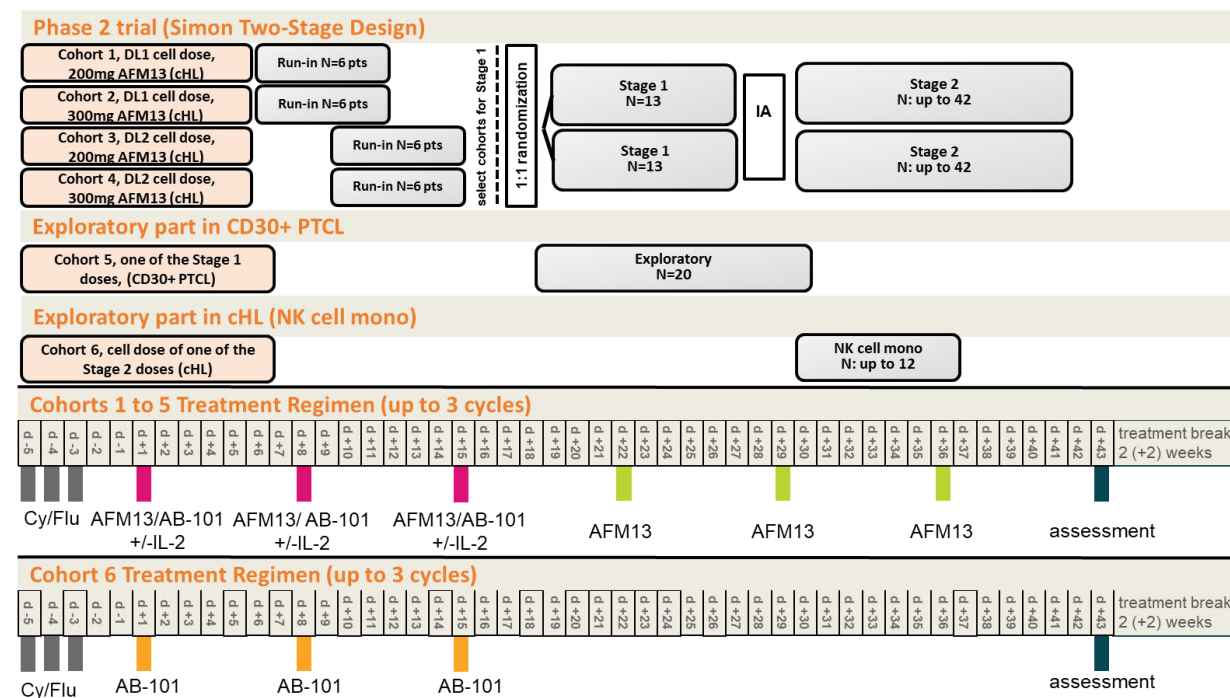 Phase 2 trial (Simon Two-Stage Design)
Cohort 1, DL1 cell dose,
200mg AFM13 (cHL)
Run-in N=6 pts
Cohort 2, DL1 cell dose,
300mg AFM13 (cHL)
Run-in N=6 pts
Cohort 3, DL2 cell dose,
200mg AFM13 (cHL)
Run-in N=6 pts
Cohort 4, DL2 cell dose,
300mg AFM13 (cHL)
Run-in N=6 pts
select cohorts for Stage 1
1:1 randomization
Stage 1
N=13
Stage 1
N=13
IA
Stage 2
N: up to 42
Stage 2
N: up to 42
Exploratory part in CD30+ PTCL
Cohort 5, one of the Stage 1
doses, (CD30+ PTCL)
Exploratory
N=20
Exploratory part in cHL (NK cell mono)
Cohort 6, cell dose of one of the
Stage 2 doses (cHL)
NK cell mono
N: up to 12
Cohorts 1 to 5 Treatment Regimen (up to 3 cycles)
d -5 d -4 d -3 d -2 d -1 d +1 d +2 d +3 d +4 d +5 d +6 d +7 d +8 d +9 d +10 d +11 d +12 d +13 d +14 d +15 d +16 d +17 d +18 d +19 d +20 d +21 d +22 d +23 d +24 d +25 d +26 d +27 d +28 d +29 d +30 d +31 d +32 d +33 d +34 d +35 d +36 d +37 d +38 d +39 d +40 d +41 d +42 d +43
treatment break
2 (+2) weeks
Cy/Flu
AFM13/AB-101
+/-IL-2
AFM13/ AB-101
+/-IL-2
AFM13/AB-101
+/-IL-2
AFM13
AFM13
AFM13
assessment
Cohort 6 Treatment Regimen (up to 3 cycles)
d -5 d -4 d -3 d -2 d -1 d +1 d +2 d +3 d +4 d +5 d +6 d +7 d +8 d +9 d +10 d +11 d +12 d +13 d +14 d +15 d +16 d +17 d +18 d +19 d +20 d +21 d +22 d +23 d +24 d +25 d +26 d +27 d +28 d +29 d +30 d +31 d +32 d +33 d +34 d +35 d +36 d +37 d +38 d +39 d +40 d +41 d +42 d +43
treatment break
2 (+2) weeks
Cy/Flu
AB-101
AB-101
AB-101
assessment